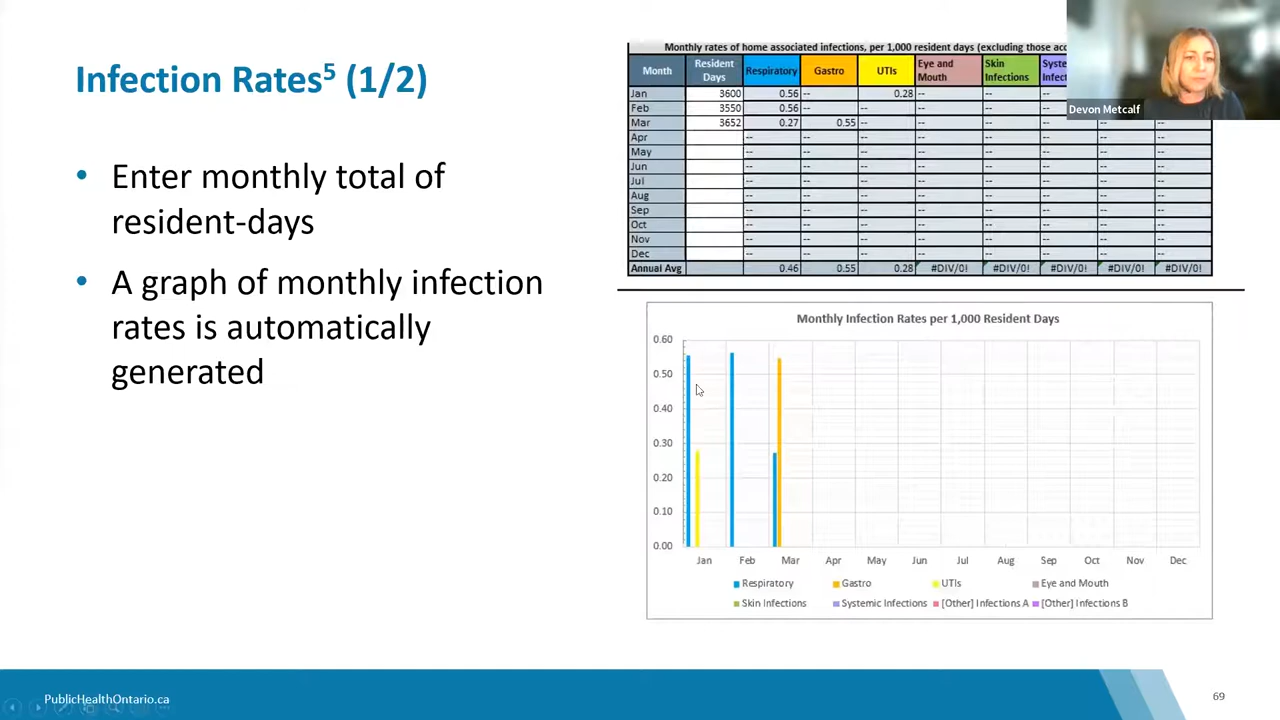 Infection Rates5 (1/2)
• Enter monthly total of
resident-days
• A graph of monthly infection
rates is automatically
generated
Monthly rates of home associated infections, per 1,000 resident days (excluding those
Month Resident Days Respiratory Gastro UTIs Eye and Mouth Skin Infections
Jan 3600 0.56 -- 0.28 -- --
Feb 3550 0.56 -- -- -- -- --
Mar 3652 0.27 0.55 -- -- -- -- -- --
Apr -- -- -- -- -- -- -- --
May -- -- -- -- -- -- -- --
Jun -- -- -- -- -- -- -- --
Jul -- -- -- -- -- -- -- --
Aug -- -- -- -- -- -- -- --
Sep -- -- -- -- -- -- -- --
Oct -- -- -- -- -- -- -- --
Nov -- -- -- -- -- -- -- --
Dec -- -- -- -- -- -- -- --
Annual Avg 0.46 0.55 0.28 #DIV/0! #DIV/0! #DIV/0! #DIV/0! #DIV/0!
Devon Metcalf
Monthly Infection Rates per 1,000 Resident Days
0.60
0.50
0.40
0.30
0.20
0.10
0.00
Jan Feb Mar Apr May Jun Jul Aug Sep Oct Nov Dec
Respiratory Gastro UTIs Eye and Mouth
Skin Infections Systemic Infections [Other] Infections A [Other] Infections B
PublicHealthOntario.ca
69